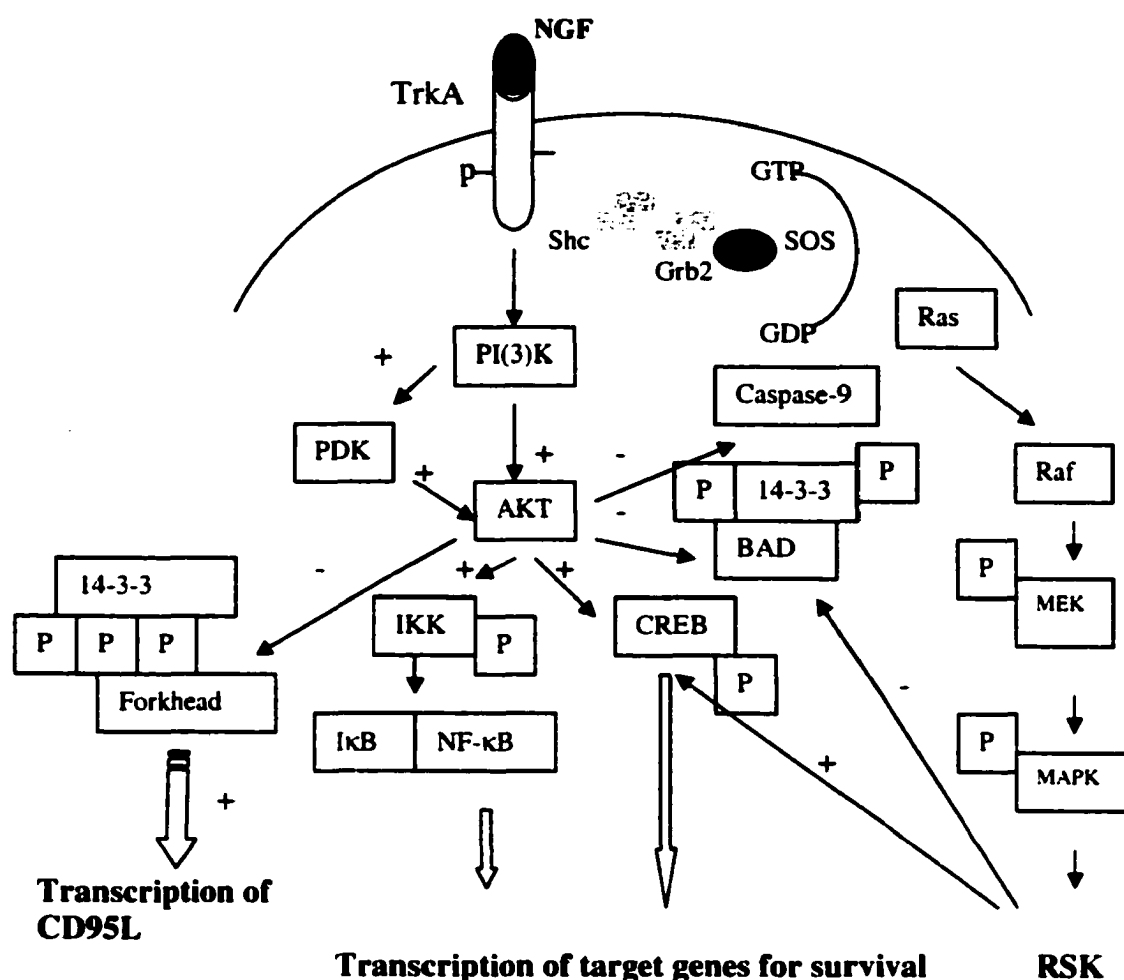 NGF
TrkA
p
GTP
Shc
SOS
Grb2
GDP
Ras
+
PI(3)K
Caspase-9
PDK
+
+
-
P
14-3-3
P
Raf
AKT
-
BAD
-
+
+
P
MEK
14-3-3
P
P
P
IKK
P
CREB
P
Forkhead
-
IκB
NF-κB
P
MAPK
+
+
Transcription of
CD95L
Transcription of target genes for survival
RSK